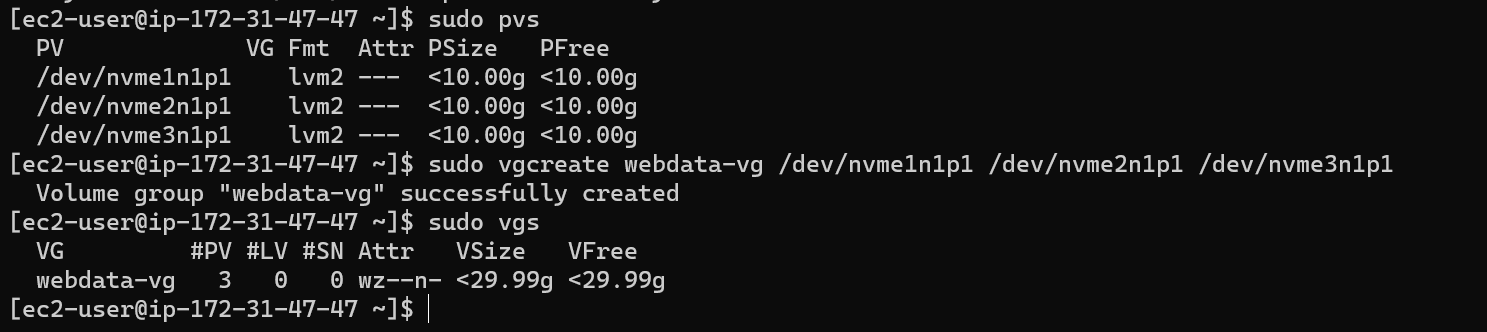 [ec2-user@ip-172-31-47-47 ~]$ sudo pvs
  PV               VG Fmt  Attr PSize   PFree
  /dev/nvme1n1p1      lvm2 ---  <10.00g <10.00g
  /dev/nvme2n1p1      lvm2 ---  <10.00g <10.00g
  /dev/nvme3n1p1      lvm2 ---  <10.00g <10.00g
[ec2-user@ip-172-31-47-47 ~]$ sudo vgcreate webdata-vg /dev/nvme1n1p1 /dev/nvme2n1p1 /dev/nvme3n1p1
  Volume group "webdata-vg" successfully created
[ec2-user@ip-172-31-47-47 ~]$ sudo vgs
  VG         #PV #LV #SN Attr   VSize   VFree
  webdata-vg   3   0   0 wz--n- <29.99g <29.99g
[ec2-user@ip-172-31-47-47 ~]$